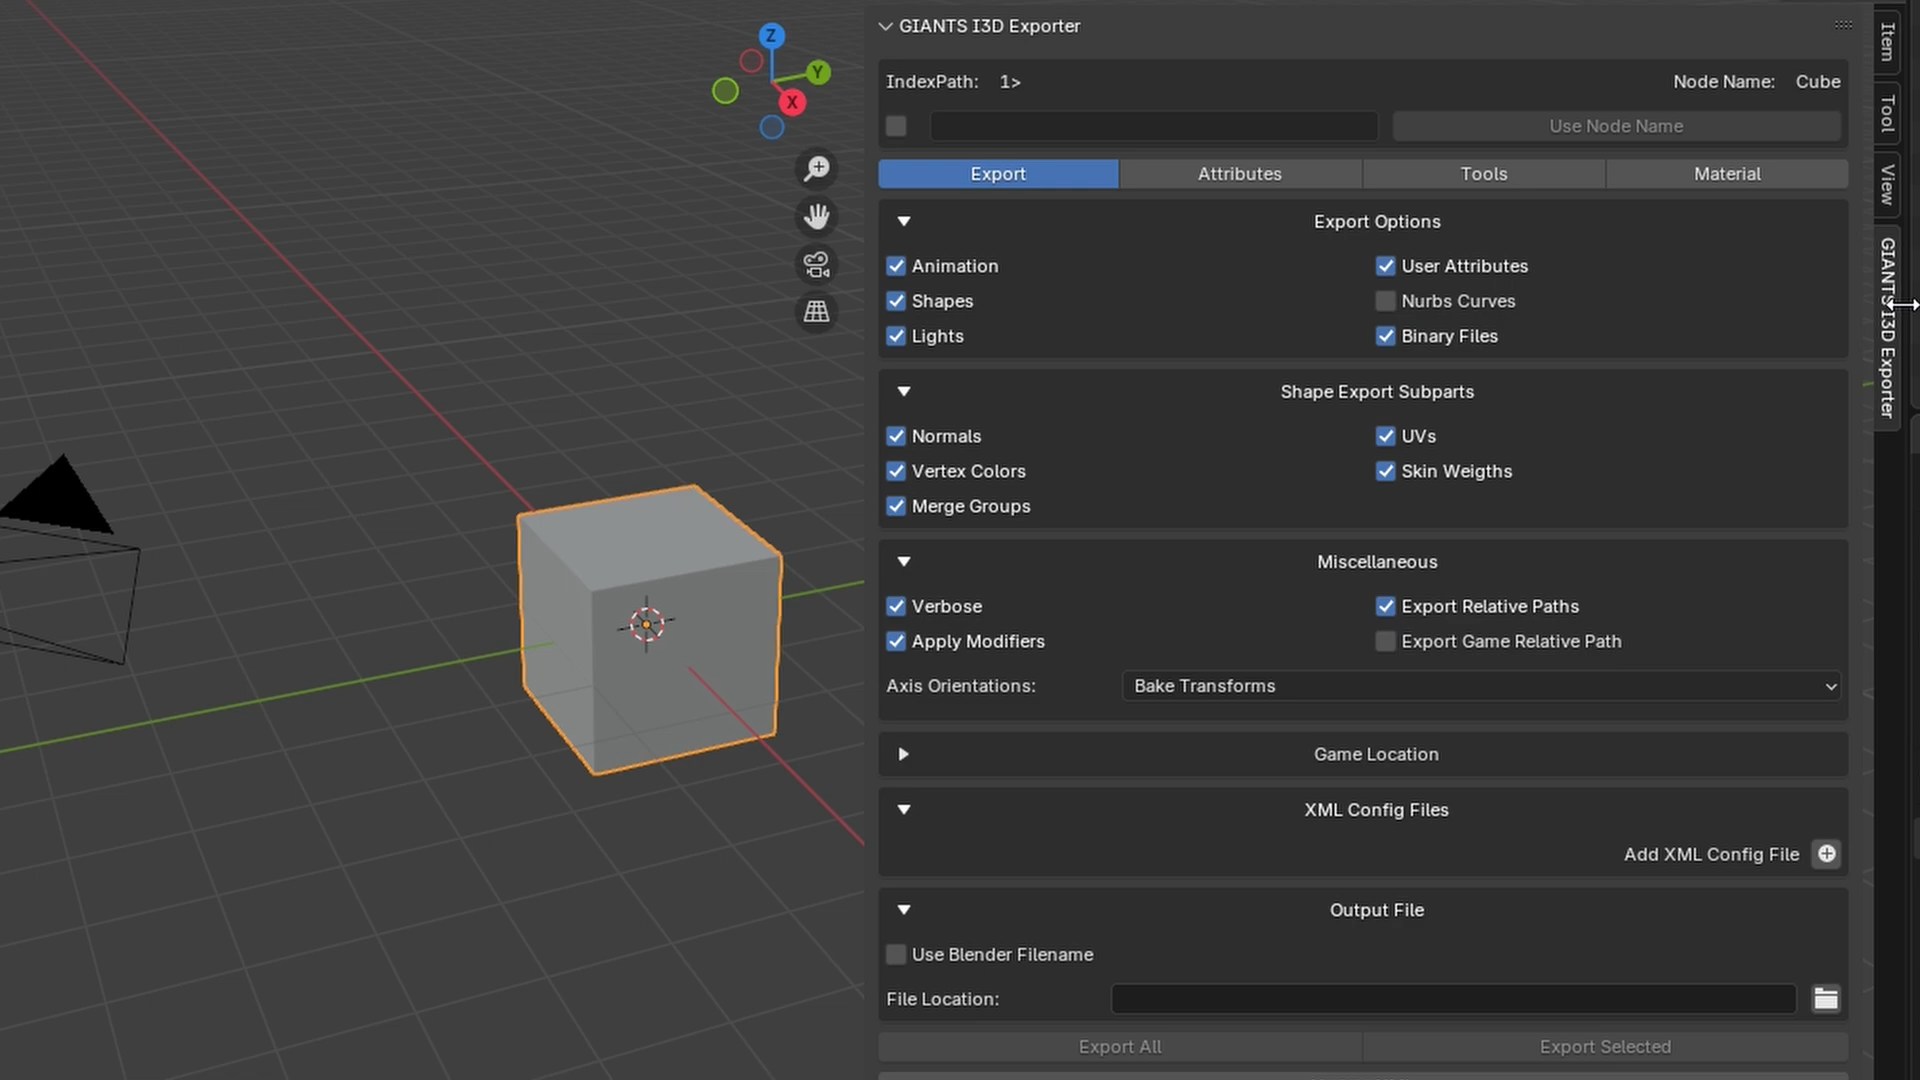 GIANTS I3D Exporter
IndexPath: 1>
Node Name: Cube
Use Node Name
Export
Attributes
Tools
Material
Export Options
Animation
User Attributes
Shapes
Nurbs Curves
Lights
Binary Files
Shape Export Subparts
Normals
UVs
Vertex Colors
Skin Weigths
Merge Groups
Miscellaneous
Verbose
Export Relative Paths
Apply Modifiers
Export Game Relative Path
Axis Orientations:
Bake Transforms
Game Location
XML Config Files
Add XML Config File
Output File
Use Blender Filename
File Location:
Export All
Export Selected
Z
Y
X
Item
Tool
View
GIANTS I3D Exporter